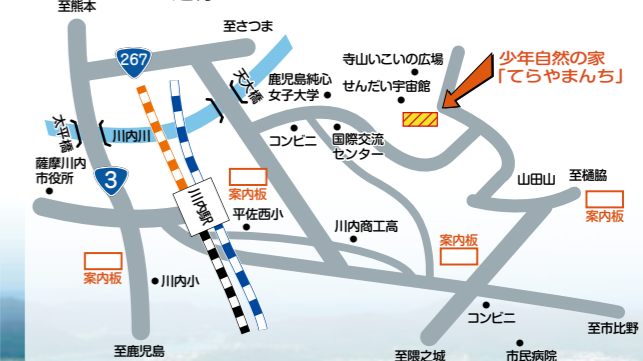 至熊本
至さつま
267
天大橋
寺山いこいの広場
少年自然の家
「てらやまんち」
鹿児島純心
女子大学
せんだい宇宙館
太平橋
川内川
コンビニ
国際交流
センター
薩摩川内
市役所
3
案内板
川内駅
山田山
至樋脇
案内板
平佐西小
川内商工高
案内板
案内板
川内小
コンビニ
至市比野
至鹿児島
至隈之城
市民病院